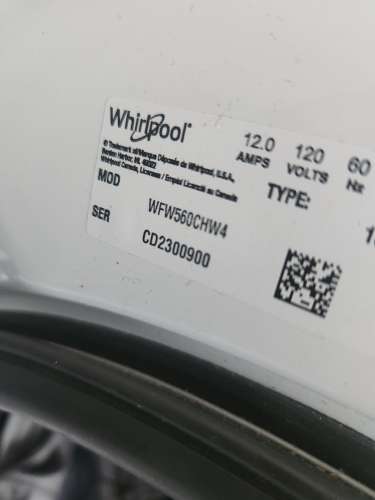 Whirlpool®
12.0 120 60
AMPS VOLTS Hz
® Trademark of/Marque Déposée de Whirlpool, U.S.A.,
Benton Harbor, MI. 49022
Whirlpool Canada, Licensee / Emploi Licencié au Canada
TYPE:
MOD WFW560CHW4
SER CD2300900